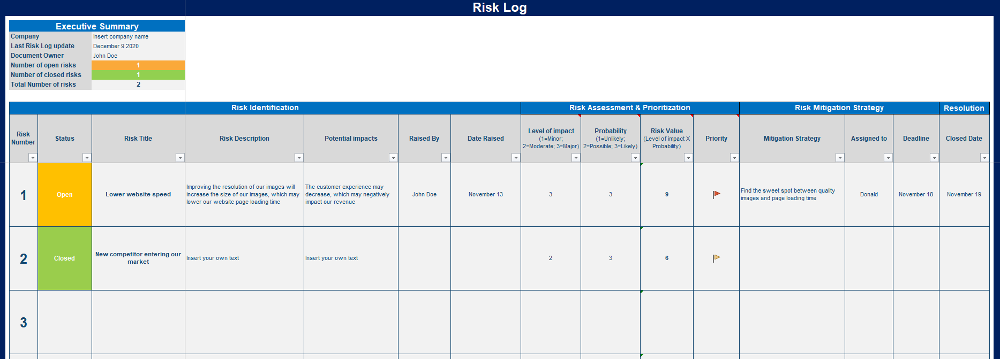 Risk Log
Executive Summary
Company Insert company name
Last Risk Log update December 9 2020
Document Owner John Doe
Number of open risks 1
Number of closed risks 1
Total Number of risks 2
Risk Identification Risk Assessment & Prioritization Risk Mitigation Strategy Resolution
Risk
Number
Status
Risk Title
Risk Description
Potential impacts
Raised By
Date Raised
Level of impact
(1=Minor;
2=Moderate; 3=Major)
Probability
(1=Unlikely;
2=Possible; 3=Likely)
Risk Value
(Level of impact X
Probability)
Priority
Mitigation Strategy
Assigned to
Deadline
Closed Date
1
Open
Lower website speed
Improving the resolution of our images will
increase the size of our images, which may
lower our website page loading time
The customer experience may
decrease, which may negatively
impact our revenue
John Doe
November 13
3
3
9
Find the sweet spot between quality
images and page loading time
Donald
November 18
November 19
2
Closed
New competitor entering our
market
Insert your own text
Insert your own text
2
3
6
3